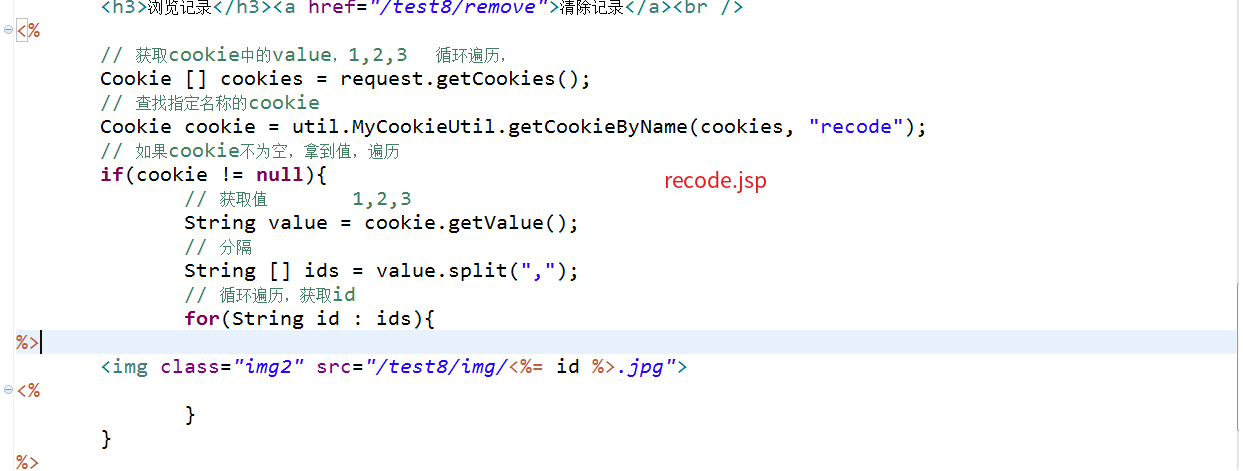 <h3>浏览记录</h3><a href="/test8/remove">清除记录</a><br />
<%
// 获取cookie中的value，1,2,3   循环遍历，
Cookie [] cookies = request.getCookies();
// 查找指定名称的cookie
Cookie cookie = util.MyCookieUtil.getCookieByName(cookies, "recode");
// 如果cookie不为空，拿到值，遍历
if(cookie != null){
recode.jsp
// 获取值       1,2,3
String value = cookie.getValue();
// 分隔
String [] ids = value.split(",");
// 循环遍历，获取id
for(String id : ids){
%>
<img class="img2" src="/test8/img/<%= id %>.jpg">
<%
}
}
%>